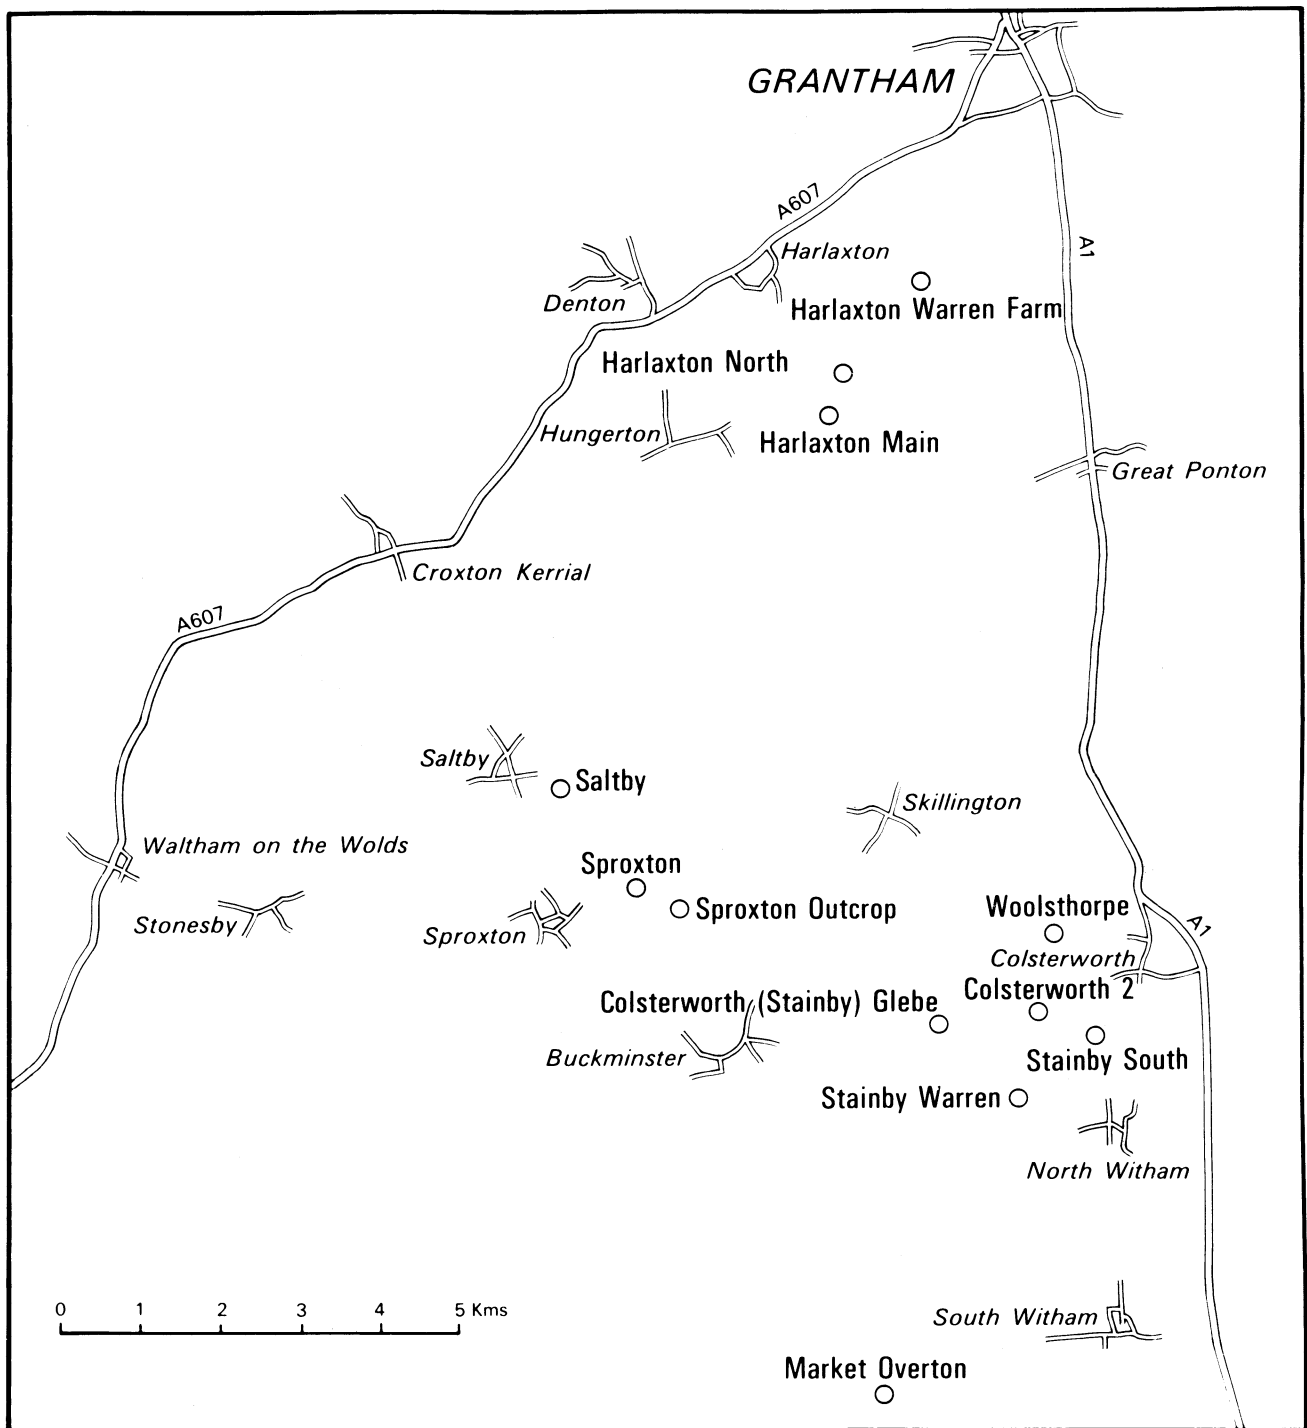 GRANTHAM
A607
A1
Harlaxton
Denton
Harlaxton Warren Farm
Harlaxton North
Hungerton
Harlaxton Main
Great Ponton
Croxton Kerrial
A607
Saltby
Saltby
Skillington
Waltham on the Wolds
Sproxton
Stonesby
Sproxton
Sproxton Outcrop
Woolsthorpe
A1
Colsterworth
Colsterworth (Stainby) Glebe
Colsterworth 2
Buckminster
Stainby South
Stainby Warren
North Witham
0 1 2 3 4 5 Kms
South Witham
Market Overton